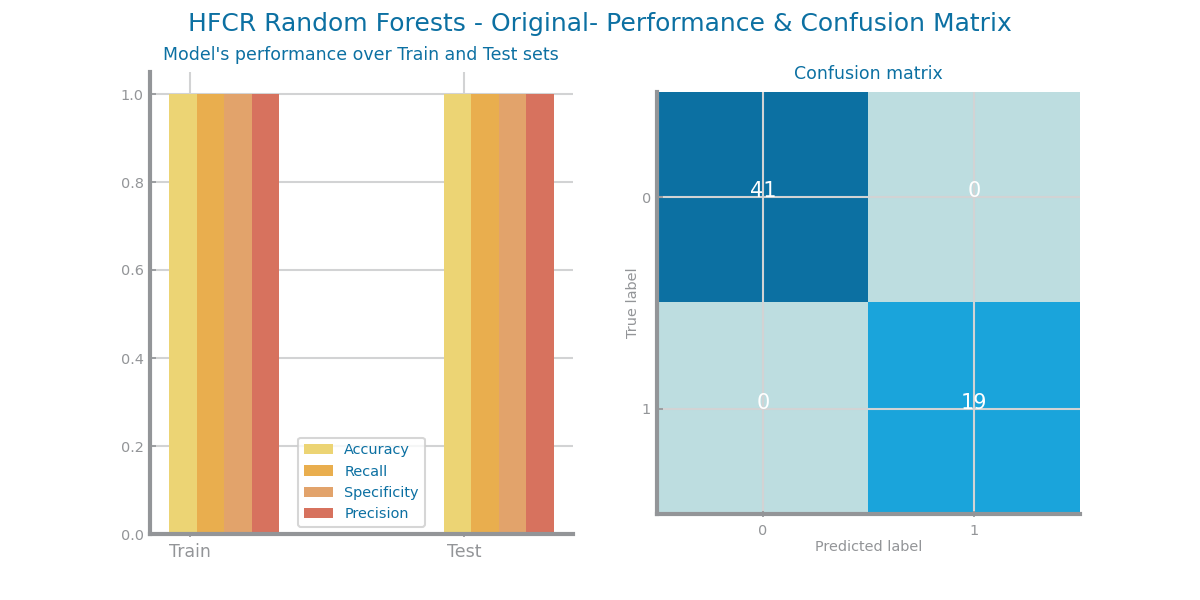 HFCR Random Forests - Original- Performance & Confusion Matrix
Model's performance over Train and Test sets
1.0
0.8
0.6
0.4
0.2
0.0
Accuracy
Recall
Specificity
Precision
Train Test
Confusion matrix
True label
0
1
41 0
0 19
0 1
Predicted label